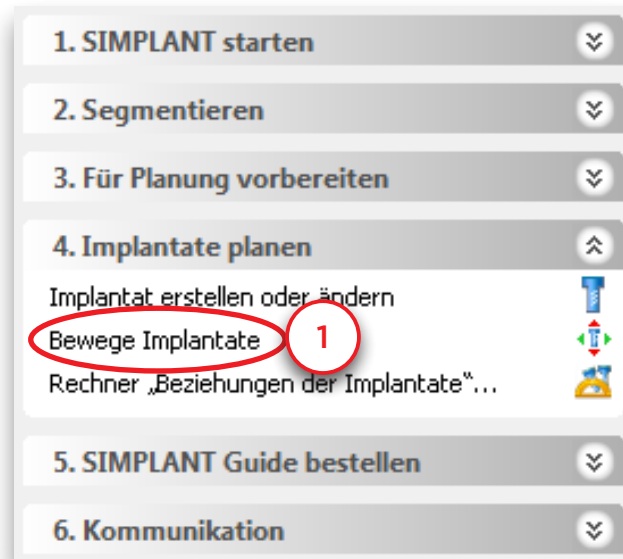 1. SIMPLANT starten
2. Segmentieren
3. Für Planung vorbereiten
4. Implantate planen
Implantat erstellen oder ändern
Bewege Implantate 1
Rechner „Beziehungen der Implantate“...
5. SIMPLANT Guide bestellen
6. Kommunikation